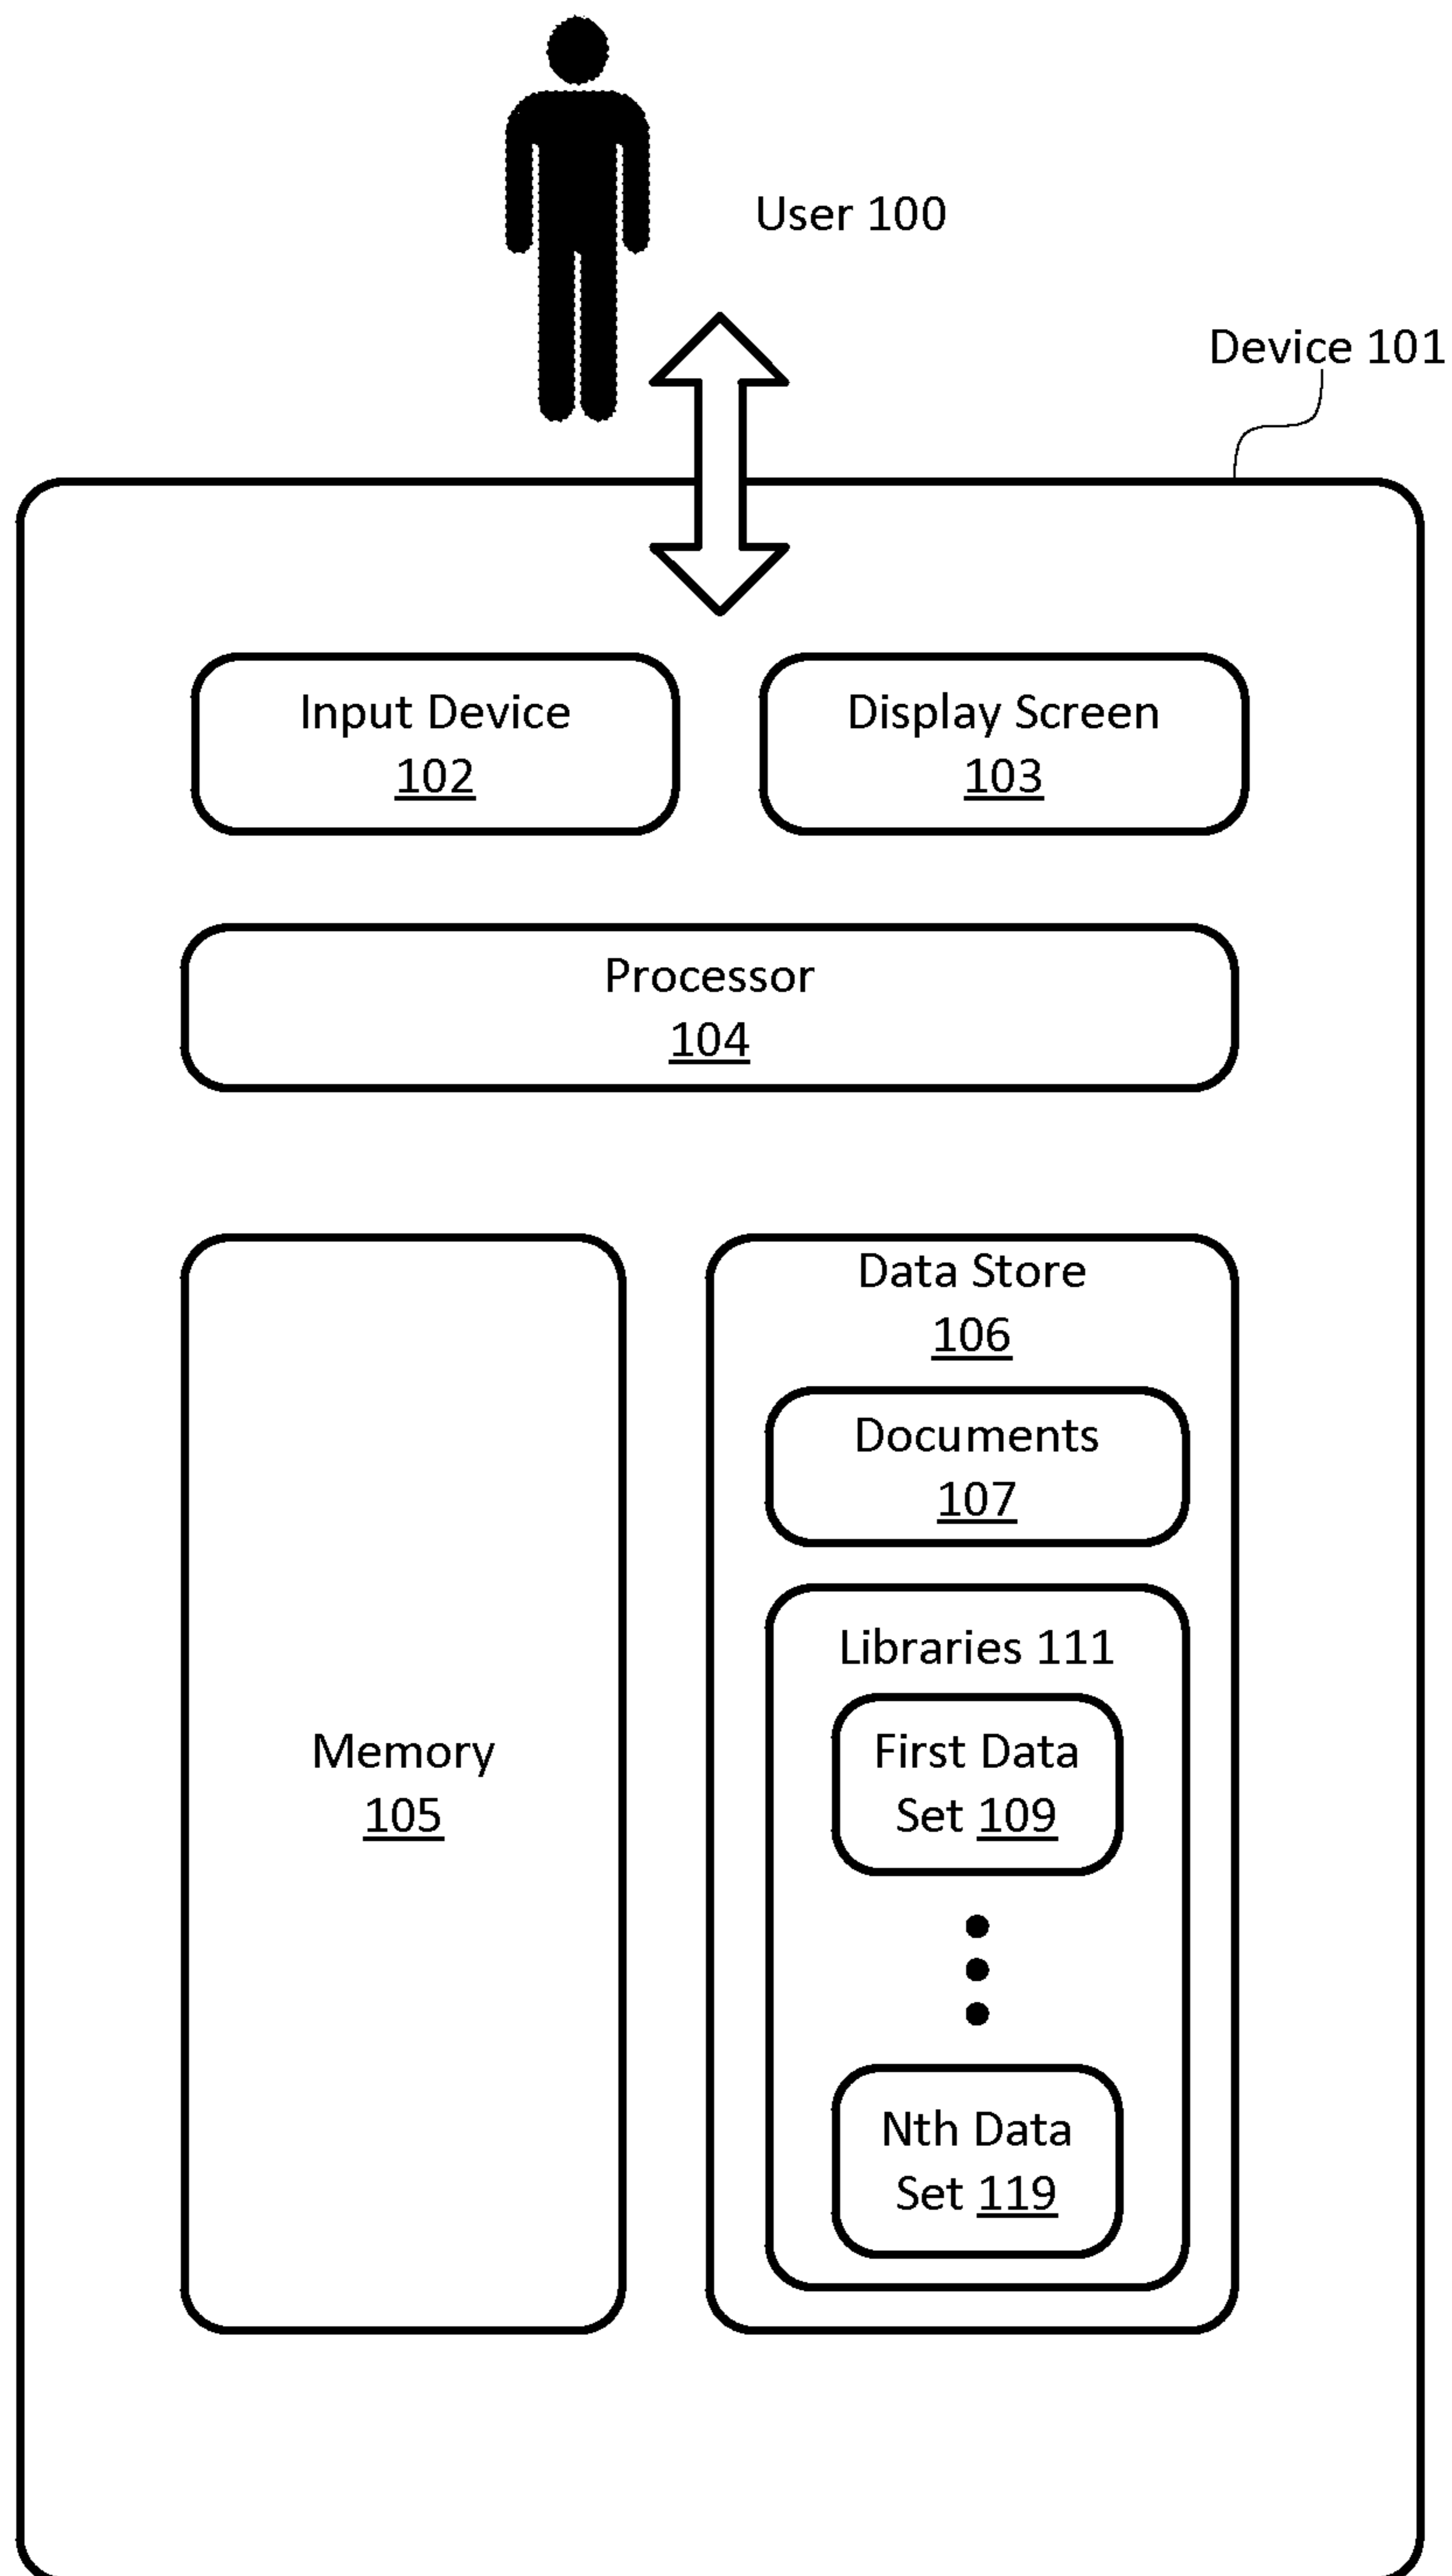 User 100
Device 101
Input Device
102
Display Screen
103
Processor
104
Memory
105
Data Store
106
Documents
107
Libraries 111
First Data
Set 109
Nth Data
Set 119